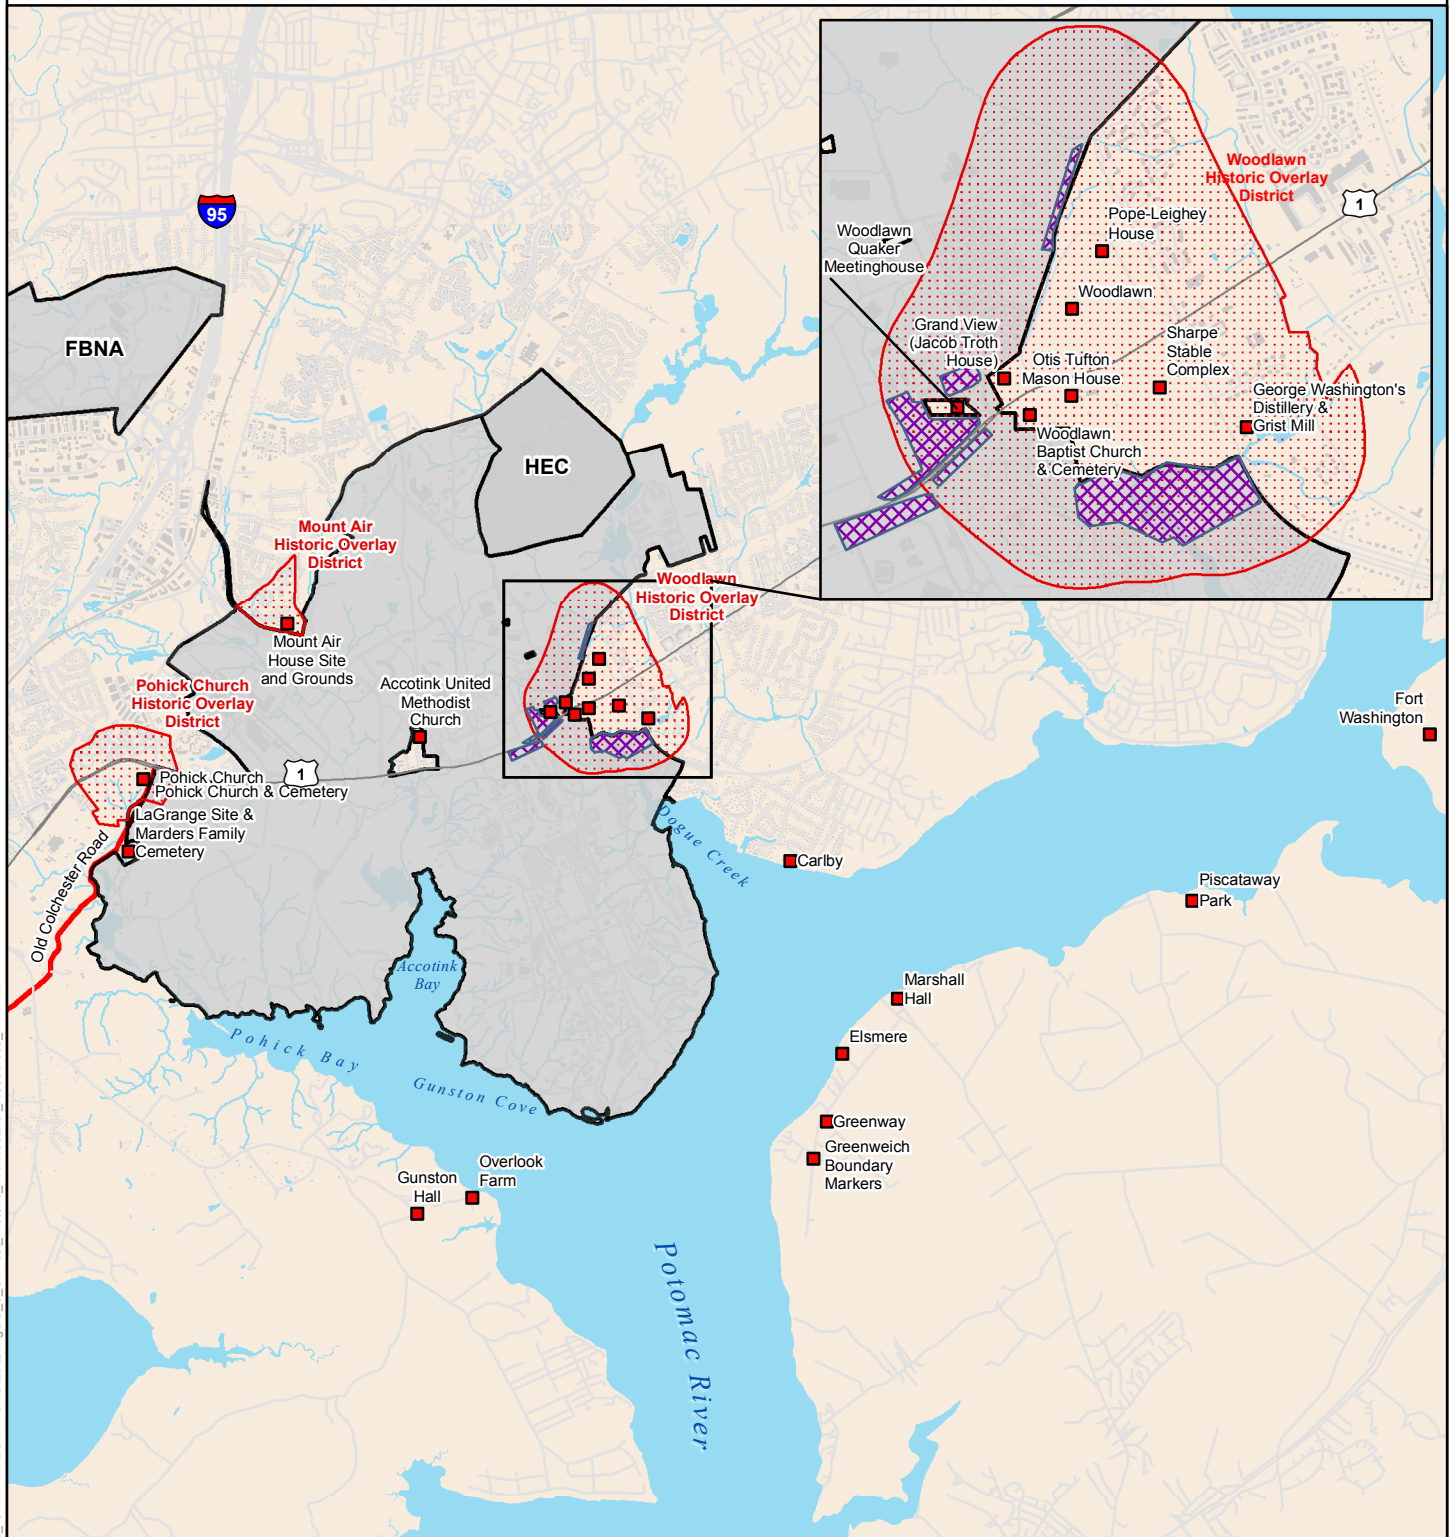 95
FBNA
HEC
Mount Air
Historic Overlay
District
Mount Air
House Site
and Grounds
Pohick Church
Historic Overlay
District
Accotink United
Methodist
Church
Woodlawn
Historic Overlay
District
1
Pohick Church
Pohick Church & Cemetery
LaGrange Site &
Marders Family
Cemetery
Old Colchester Road
Woodlawn
Historic Overlay
District
1
Pope-Leighey
House
Woodlawn
Quaker
Meetinghouse
Woodlawn
Grand View
(Jacob Troth
House)
Otis Tufton
Mason House
Sharpe
Stable
Complex
George Washington's
Distillery &
Grist Mill
Woodlawn
Baptist Church
& Cemetery
Fort
Washington
Dogue Creek
Carlby
Piscataway
Park
Accotink
Bay
Marshall
Hall
Elsmere
Pohick Bay
Gunston Cove
Greenway
Greenweich
Boundary
Markers
Overlook
Farm
Gunston
Hall
Potomac River